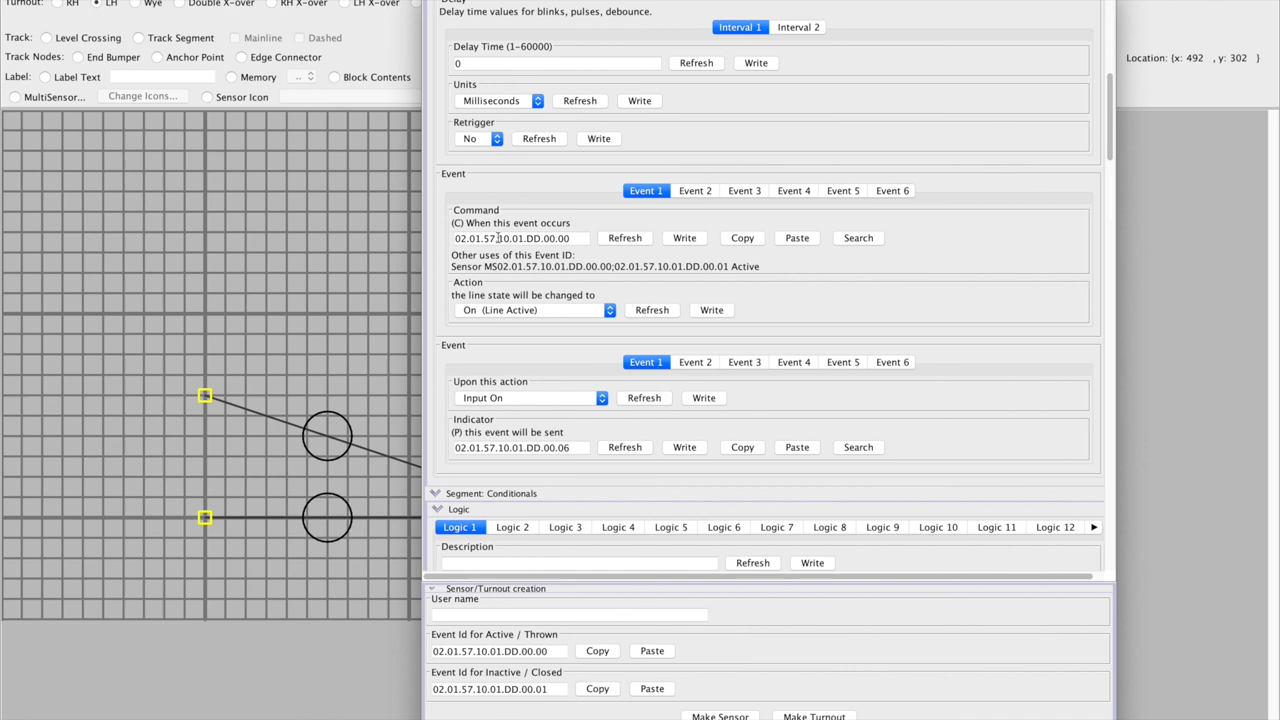 Turnout: RH LH Wye Double X-over RH X-over LH X-over
Track: Level Crossing Track Segment Mainline Dashed
Track Nodes: End Bumper Anchor Point Edge Connector
Label: Label Text Memory .. Block Contents
MultiSensor... Change Icons... Sensor Icon
Delay
Delay time values for blinks, pulses, debounce.
Interval 1 Interval 2
Delay Time (1-60000)
0 Refresh Write
Units
Milliseconds Refresh Write
Retrigger
No Refresh Write
Location: {x: 492 , y: 302 }
Event
Event 1 Event 2 Event 3 Event 4 Event 5 Event 6
Command
(C) When this event occurs
02.01.57.10.01.DD.00.00 Refresh Write Copy Paste Search
Other uses of this Event ID:
Sensor MS02.01.57.10.01.DD.00.00;02.01.57.10.01.DD.00.01 Active
Action
the line state will be changed to
On (Line Active) Refresh Write
Event
Event 1 Event 2 Event 3 Event 4 Event 5 Event 6
Upon this action
Input On Refresh Write
Indicator
(P) this event will be sent
02.01.57.10.01.DD.00.06 Refresh Write Copy Paste Search
Segment: Conditionals
Logic
Logic 1 Logic 2 Logic 3 Logic 4 Logic 5 Logic 6 Logic 7 Logic 8 Logic 9 Logic 10 Logic 11 Logic 12
Description
Refresh Write
Sensor/Turnout creation
User name
Event Id for Active / Thrown
02.01.57.10.01.DD.00.00 Copy Paste
Event Id for Inactive / Closed
02.01.57.10.01.DD.00.01 Copy Paste
Make Sensor Make Turnout